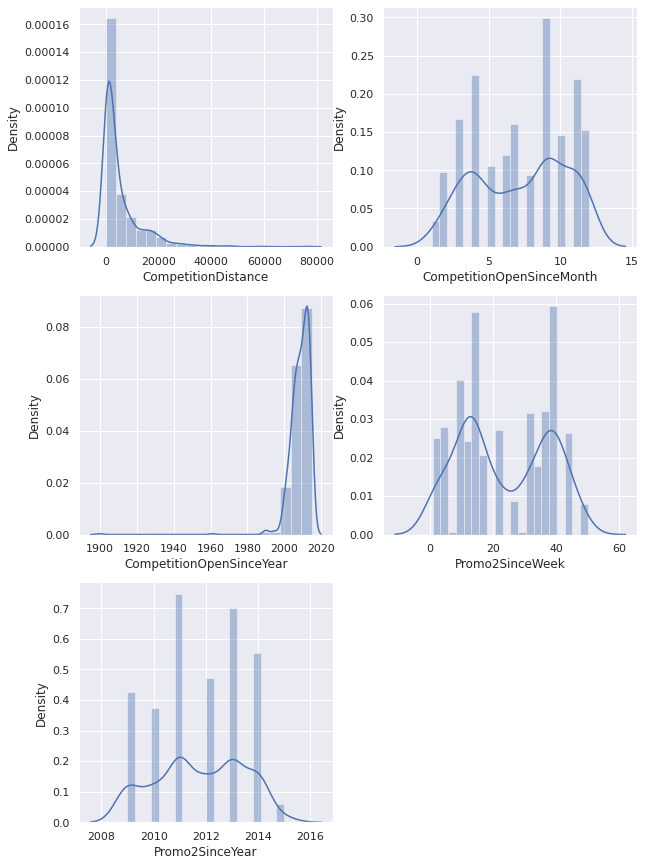 0.00016
0.00014
0.00012
0.00010
0.00008
0.00006
0.00004
0.00002
0.00000
Density
0 20000 40000 60000 80000
CompetitionDistance
0.30
0.25
0.20
0.15
0.10
0.05
0.00
Density
0 5 10 15
CompetitionOpenSinceMonth
0.08
0.06
0.04
0.02
0.00
Density
1900 1920 1940 1960 1980 2000 2020
CompetitionOpenSinceYear
0.06
0.05
0.04
0.03
0.02
0.01
0.00
Density
0 20 40 60
Promo2SinceWeek
0.7
0.6
0.5
0.4
0.3
0.2
0.1
0.0
Density
2008 2010 2012 2014 2016
Promo2SinceYear